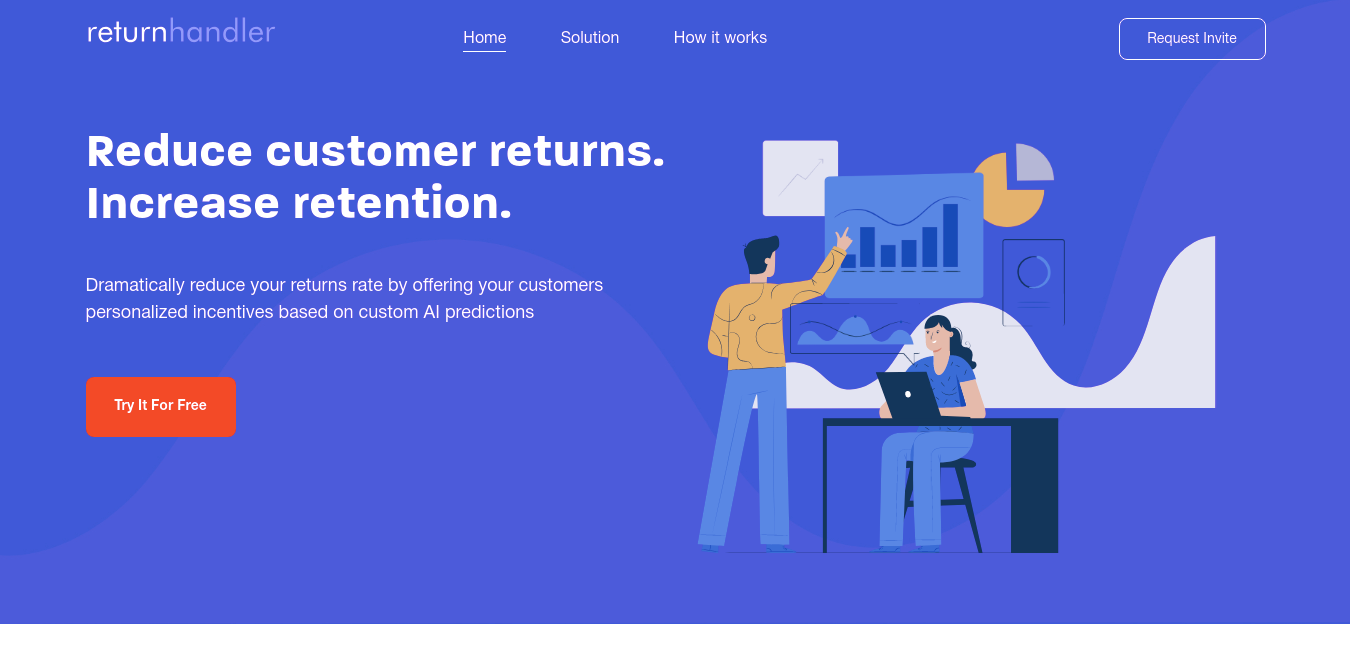 returnhandler
Home
Solution
How it works
Request Invite
Reduce customer returns.
Increase retention.
Dramatically reduce your returns rate by offering your customers
personalized incentives based on custom AI predictions
Try It For Free